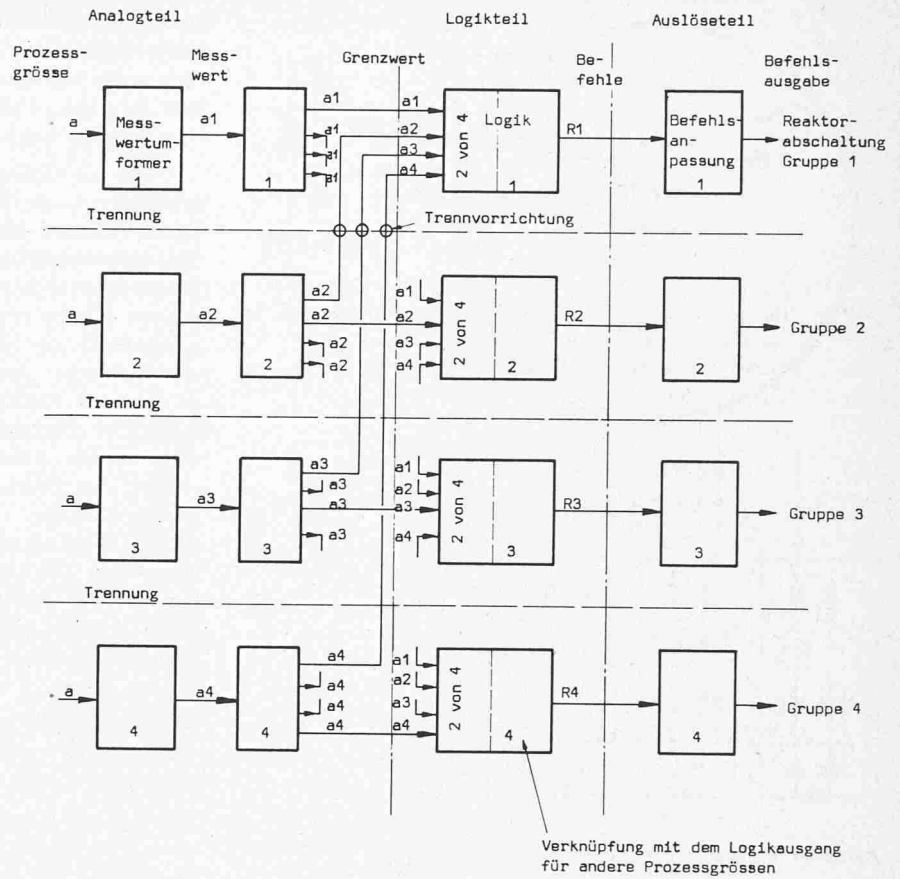 Analogteil
Logikteil
Auslöseteil
Prozess-
grösse
Mess-
wert
Grenzwert
Be-
fehle
Befehls-
ausgabe
a
Mess-
wertum-
former
1
a1
1
a1
a1
a1
a1
a1
a2
a3
a4
2 von 4
Logik
1
R1
Befehls-
an-
passung
1
Reaktor-
abschaltung
Gruppe 1
Trennung
Trennvorrichtung
a
2
a2
2
a2
a2
a2
a2
a1
a2
a3
a4
2 von 4
2
R2
2
Gruppe 2
Trennung
a
3
a3
3
a3
a3
a3
a3
a1
a2
a3
a4
2 von 4
3
R3
3
Gruppe 3
Trennung
a
4
a4
4
a4
a4
a4
a4
a1
a2
a3
a4
2 von 4
4
R4
4
Gruppe 4
Verknüpfung mit dem Logikausgang
für andere Prozessgrössen